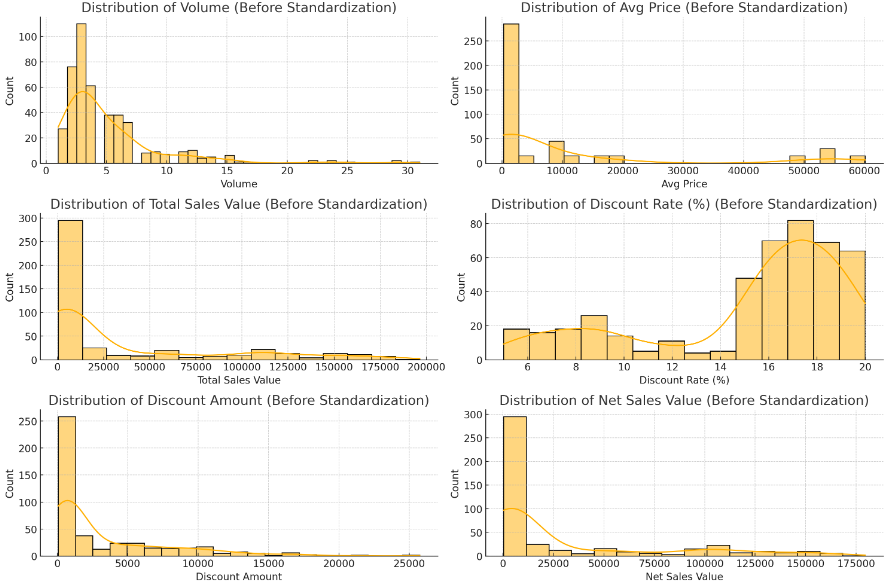 Distribution of Volume (Before Standardization)
Count
100
80
60
40
20
0
0 5 10 15 20 25 30
Volume
Distribution of Avg Price (Before Standardization)
Count
250
200
150
100
50
0
0 10000 20000 30000 40000 50000 60000
Avg Price
Distribution of Total Sales Value (Before Standardization)
Count
300
250
200
150
100
50
0
0 25000 50000 75000 100000 125000 150000 175000 200000
Total Sales Value
Distribution of Discount Rate (%) (Before Standardization)
Count
80
60
40
20
0
6 8 10 12 14 16 18 20
Discount Rate (%)
Distribution of Discount Amount (Before Standardization)
Count
250
200
150
100
50
0
0 5000 10000 15000 20000 25000
Discount Amount
Distribution of Net Sales Value (Before Standardization)
Count
300
250
200
150
100
50
0
0 25000 50000 75000 100000 125000 150000 175000
Net Sales Value